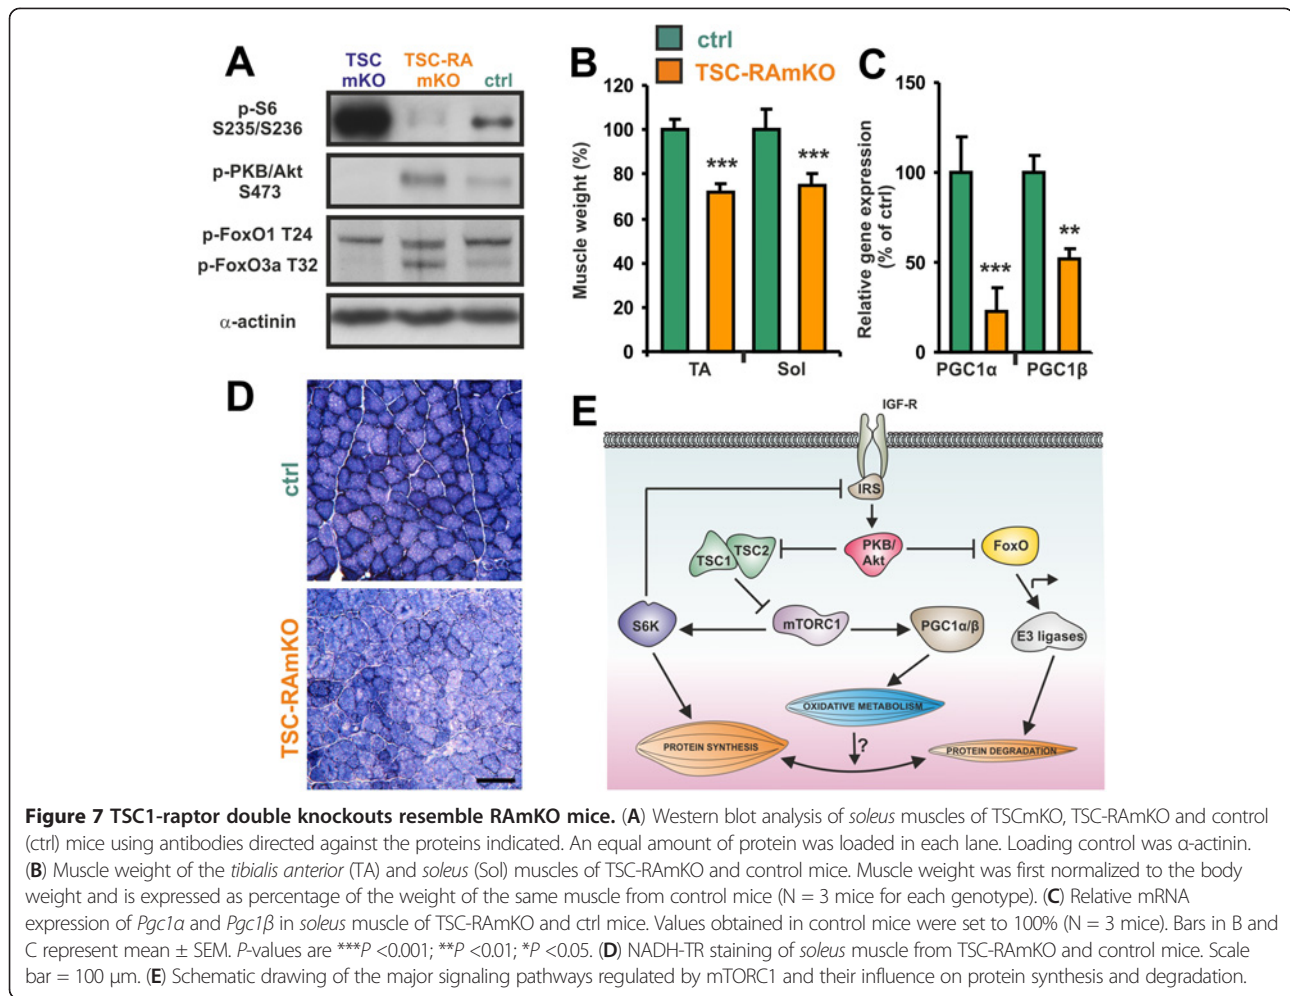 A
TSC
mKO
TSC-RA
mKO
ctrl
p-S6
S235/S236
p-PKB/Akt
S473
p-FoxO1 T24
p-FoxO3a T32
α-actinin
ctrl
TSC-RAmKO
B
Muscle weight (%)
120
100
80
60
40
20
0
***
***
TA
Sol
C
Relative gene expression
(% of ctrl)
150
100
50
0
***
**
PGC1α
PGC1β
D
ctrl
TSC-RAmKO
E
IGF-R
IRS
TSC1
TSC2
PKB/
Akt
FoxO
S6K
mTORC1
PGC1α/β
E3 ligases
OXIDATIVE METABOLISM
?
PROTEIN SYNTHESIS
PROTEIN DEGRADATION
Figure 7 TSC1-raptor double knockouts resemble RAmKO mice. (A) Western blot analysis of soleus muscles of TSCmKO, TSC-RAmKO and control
(ctrl) mice using antibodies directed against the proteins indicated. An equal amount of protein was loaded in each lane. Loading control was α-actinin.
(B) Muscle weight of the tibialis anterior (TA) and soleus (Sol) muscles of TSC-RAmKO and control mice. Muscle weight was first normalized to the body
weight and is expressed as percentage of the weight of the same muscle from control mice (N = 3 mice for each genotype). (C) Relative mRNA
expression of Pgc1α and Pgc1β in soleus muscle of TSC-RAmKO and ctrl mice. Values obtained in control mice were set to 100% (N = 3 mice). Bars in B and
C represent mean ± SEM. P-values are ***P <0.001; **P <0.01; *P <0.05. (D) NADH-TR staining of soleus muscle from TSC-RAmKO and control mice. Scale
bar = 100 μm. (E) Schematic drawing of the major signaling pathways regulated by mTORC1 and their influence on protein synthesis and degradation.